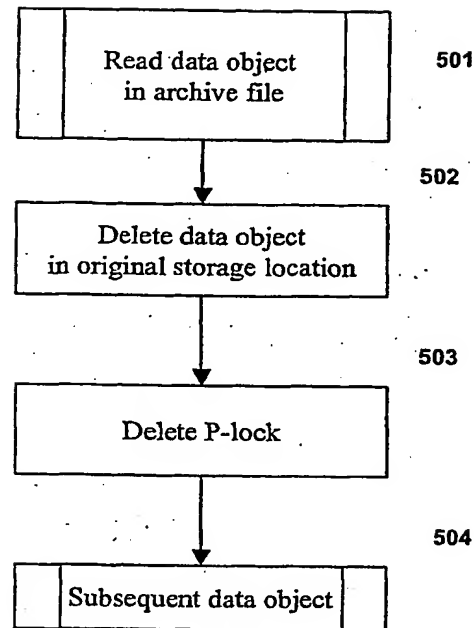 Read data object
in archive file
501
502
Delete data object
in original storage location
503
Delete P-lock
504
Subsequent data object